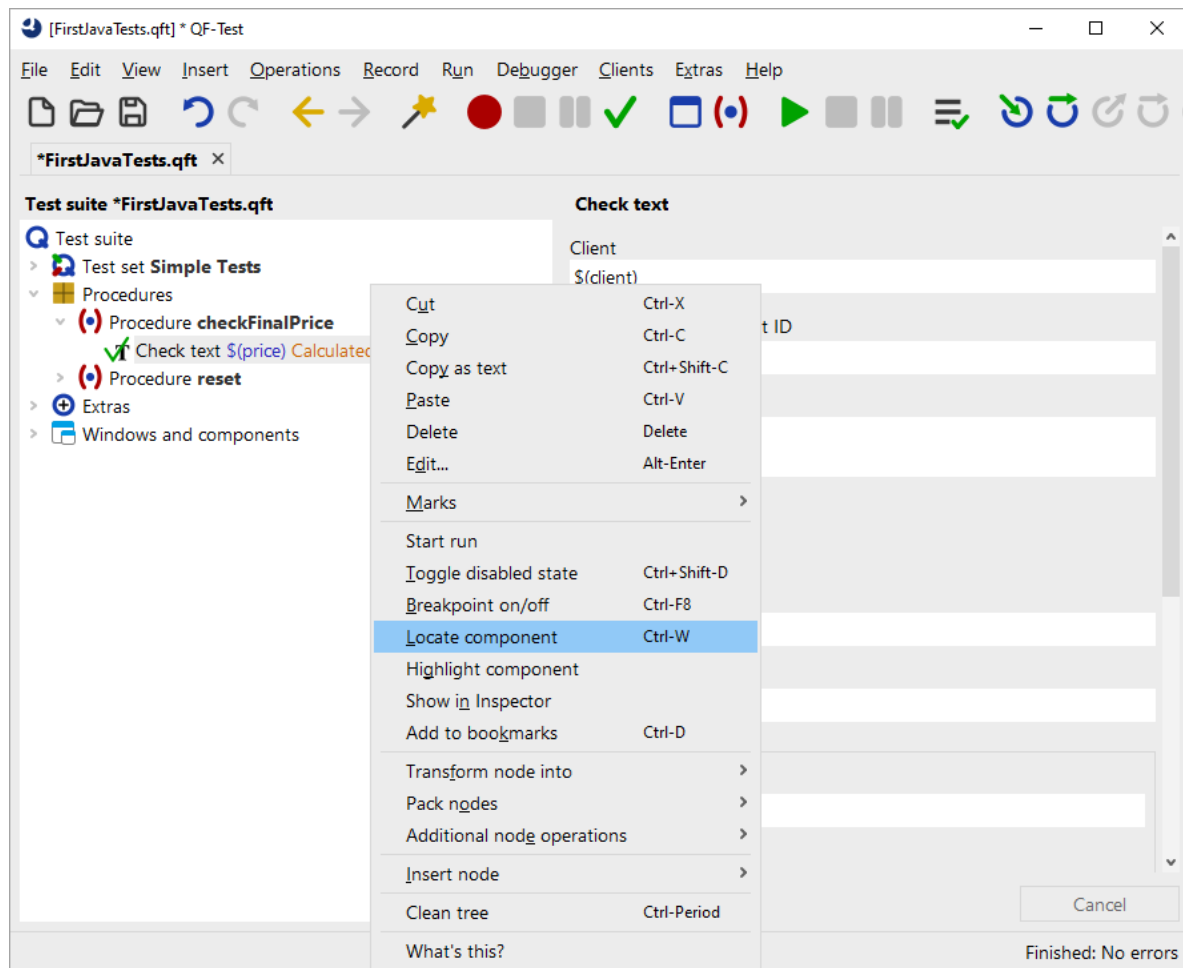 [FirstJavaTests.qft] * QF-Test
File Edit View Insert Operations Record Run Debugger Clients Extras Help
*FirstJavaTests.qft
Test suite *FirstJavaTests.qft
Check text
Test suite
Client
Test set Simple Tests
$(client)
Procedures
Cut Ctrl-X
Procedure checkFinalPrice
t ID
Copy Ctrl-C
Check text $(price) Calculated
Copy as text Ctrl+Shift-C
Procedure reset
Paste Ctrl-V
Extras
Delete Delete
Windows and components
Edit... Alt-Enter
Marks
Start run
Toggle disabled state Ctrl+Shift-D
Breakpoint on/off Ctrl-F8
Locate component Ctrl-W
Highlight component
Show in Inspector
Add to bookmarks Ctrl-D
Transform node into
Pack nodes
Additional node operations
Insert node
Clean tree Ctrl-Period
Cancel
What's this?
Finished: No errors